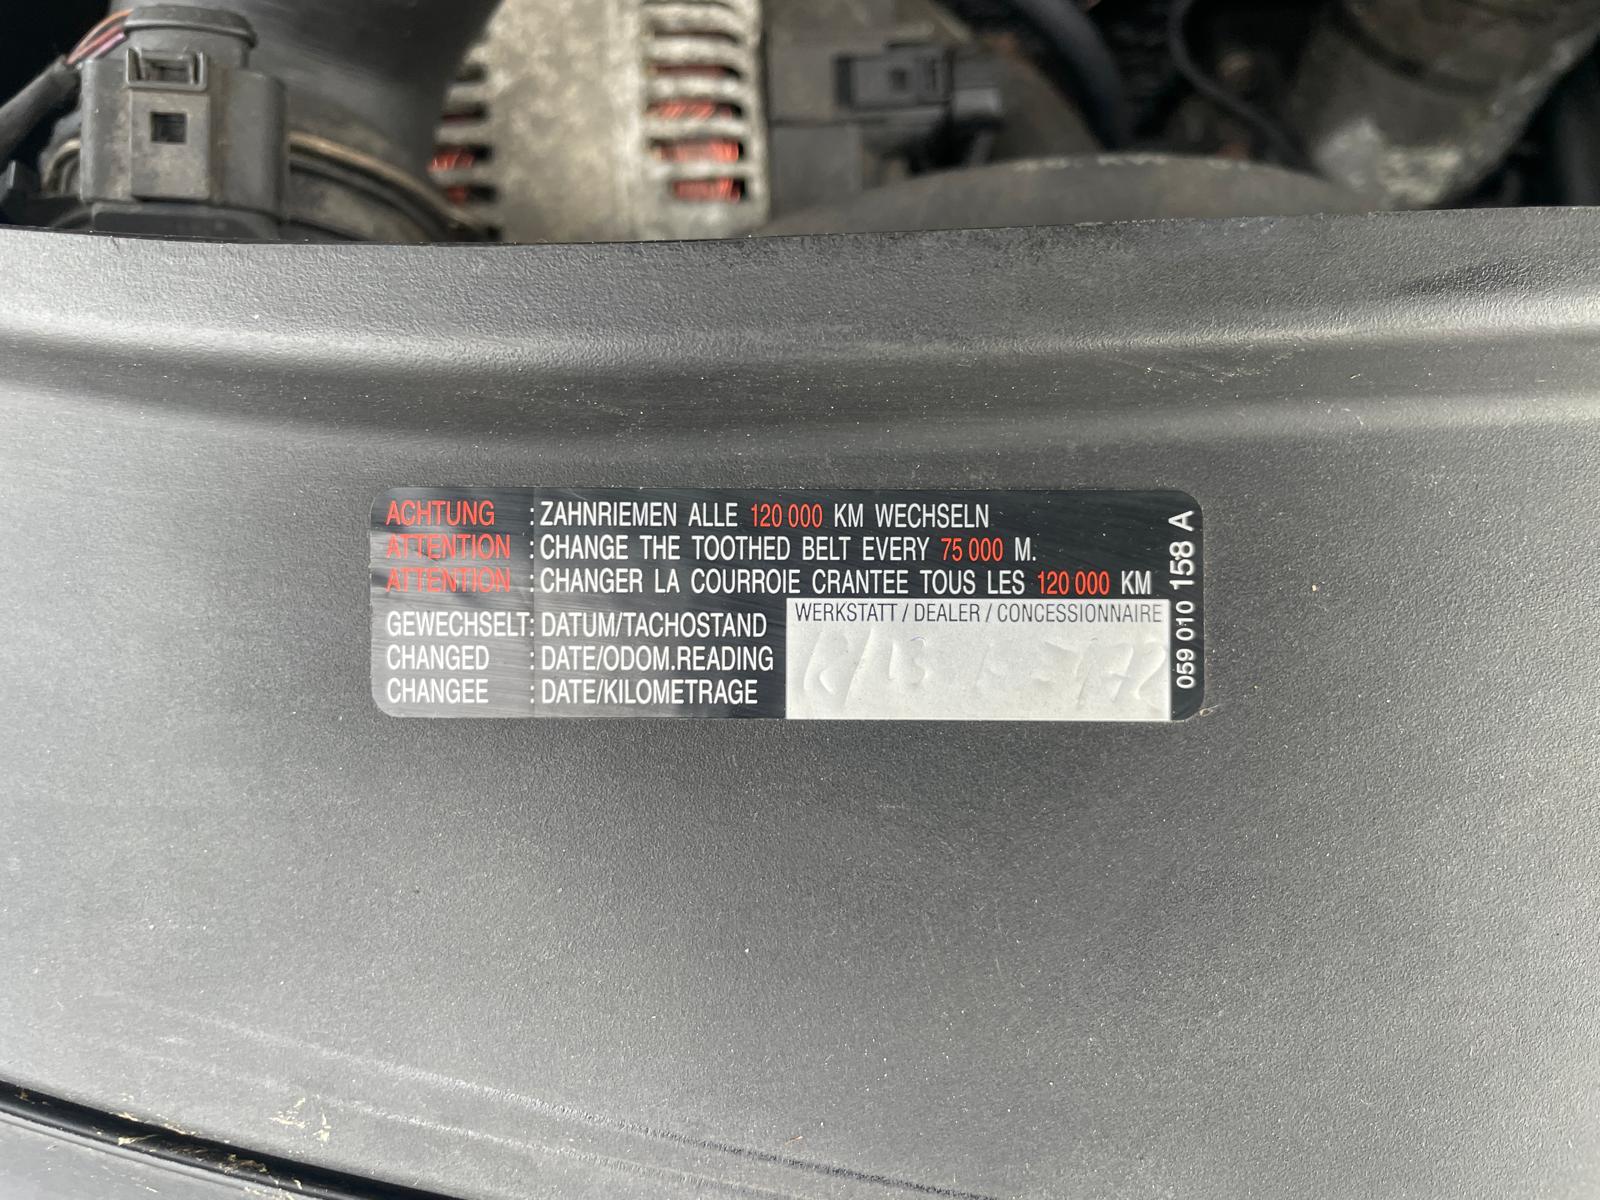 ACHTUNG : ZAHNRIEMEN ALLE 120 000 KM WECHSELN
ATTENTION : CHANGE THE TOOTHED BELT EVERY 75 000 M.
ATTENTION : CHANGER LA COURROIE CRANTEE TOUS LES 120 000 KM
GEWECHSELT: DATUM/TACHOSTAND
CHANGED : DATE/ODOM.READING
CHANGEE : DATE/KILOMETRAGE
WERKSTATT / DEALER / CONCESSIONNAIRE
059 010 158 A